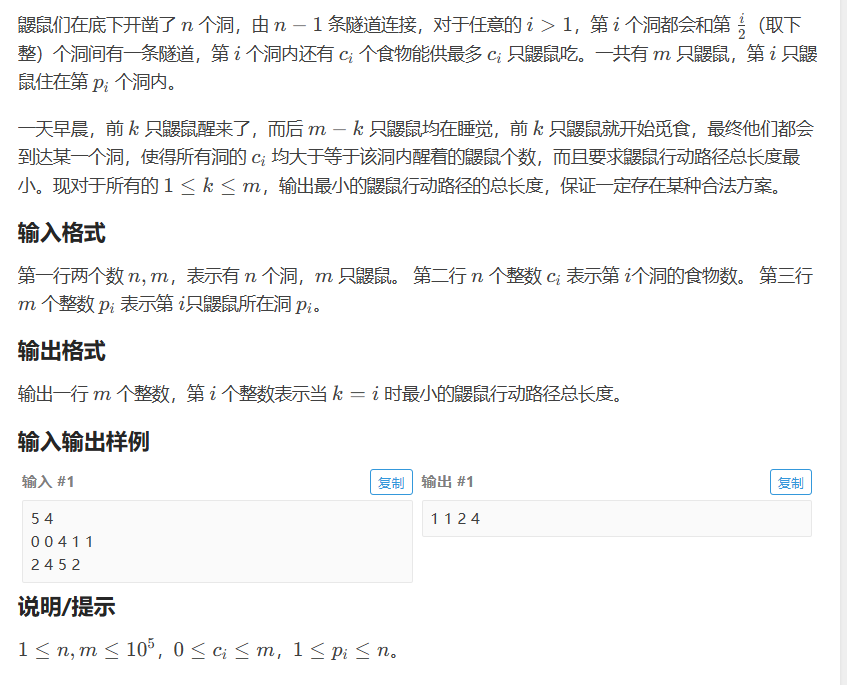 鼹鼠们在底下开凿了 n 个洞，由 n − 1 条隧道连接，对于任意的 i > 1，第 i 个洞都会和第 i/2（取下
整）个洞间有一条隧道，第 i 个洞内还有 c_i 个食物能供最多 c_i 只鼹鼠吃。一共有 m 只鼹鼠，第 i 只鼹
鼠住在第 p_i 个洞内。
一天早晨，前 k 只鼹鼠醒来了，而后 m − k 只鼹鼠均在睡觉，前 k 只鼹鼠就开始觅食，最终他们都会
到达某一个洞，使得所有洞的 c_i 均大于等于该洞内醒着的鼹鼠个数，而且要求鼹鼠行动路径总长度最
小。现对于所有的 1 ≤ k ≤ m，输出最小的鼹鼠行动路径的总长度，保证一定存在某种合法方案。
输入格式
第一行两个数 n, m，表示有 n 个洞，m 只鼹鼠。 第二行 n 个整数 c_i 表示第 i个洞的食物数。 第三行
m 个整数 p_i 表示第 i只鼹鼠所在洞 p_i。
输出格式
输出一行 m 个整数，第 i 个整数表示当 k = i 时最小的鼹鼠行动路径总长度。
输入输出样例
输入 #1 复制 输出 #1 复制
5 4
0 0 4 1 1
2 4 5 2
1 1 2 4
说明/提示
1 ≤ n, m ≤ 10^5，0 ≤ c_i ≤ m，1 ≤ p_i ≤ n。